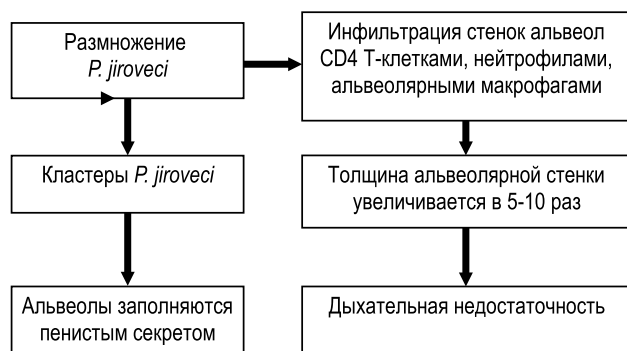 Размножение
P. jiroveci
Инфильтрация стенок альвеол
CD4 Т-клетками, нейтрофилами,
альвеолярными макрофагами
Кластеры P. jiroveci
Толщина альвеолярной стенки
увеличивается в 5-10 раз
Альвеолы заполняются
пенистым секретом
Дыхательная недостаточность